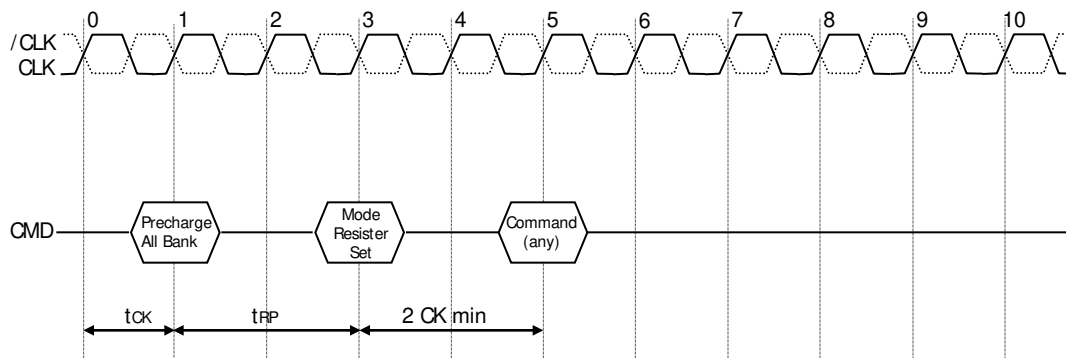 0 1 2 3 4 5 6 7 8 9 10
/CLK
CLK
CMD
Precharge
All Bank
Mode
Resister
Set
Command
(any)
tCK tRP 2 CK min